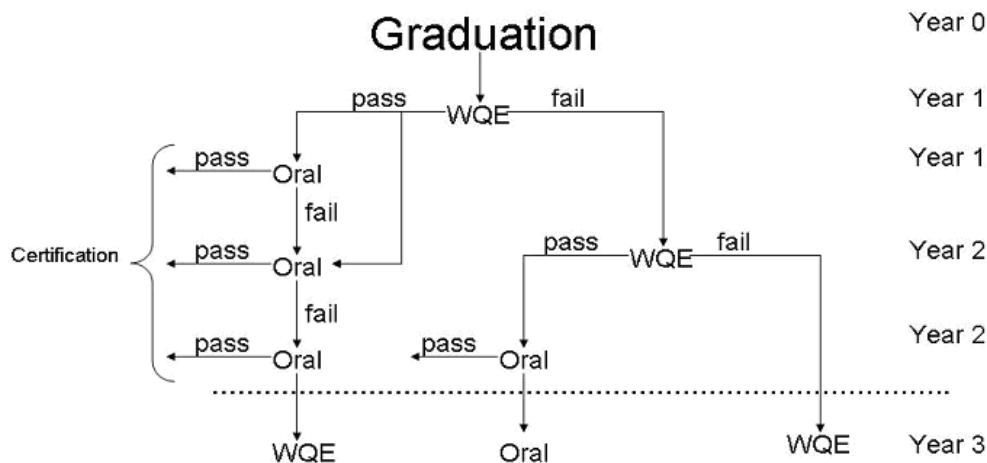 Graduation Year 0
pass WQE fail Year 1
pass Oral Year 1
fail
Certification pass Oral pass WQE fail Year 2
fail
pass Oral pass Oral Year 2
WQE Oral WQE Year 3